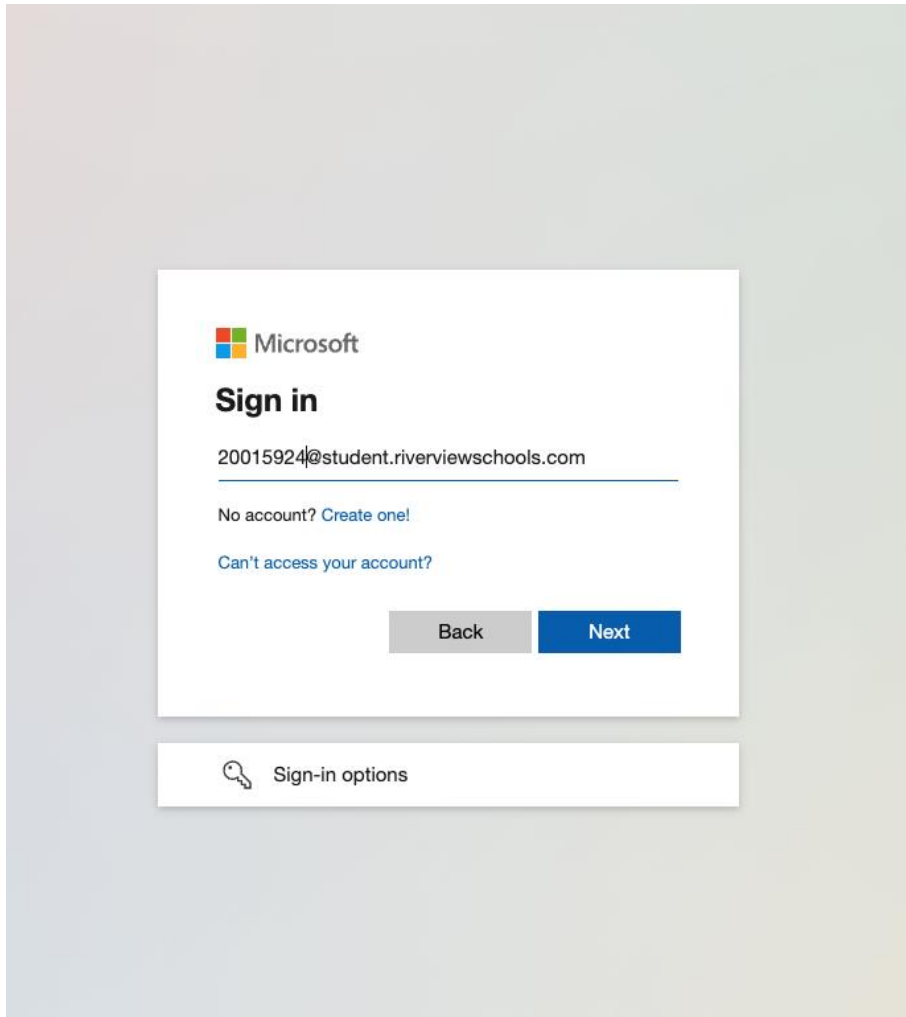 Microsoft
Sign in
20015924@student.riverviewschools.com
No account? Create one!
Can't access your account?
Back Next
Sign-in options